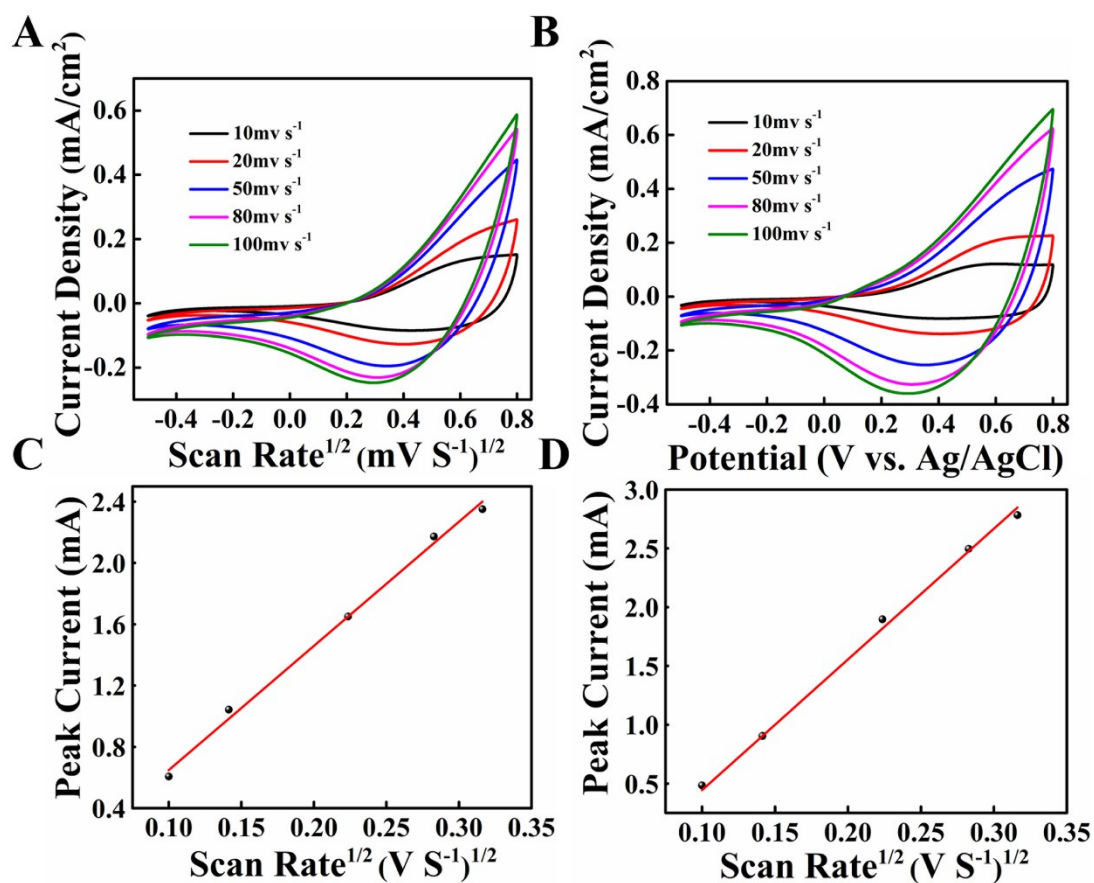 A
Current Density (mA/cm²)
0.6
0.4
0.2
0.0
-0.2
10mv s⁻¹
20mv s⁻¹
50mv s⁻¹
80mv s⁻¹
100mv s⁻¹
-0.4 -0.2 0.0 0.2 0.4 0.6 0.8
Scan Rate¹/² (mV S⁻¹)¹/²
B
Current Density (mA/cm²)
0.8
0.6
0.4
0.2
0.0
-0.2
-0.4
10mv s⁻¹
20mv s⁻¹
50mv s⁻¹
80mv s⁻¹
100mv s⁻¹
-0.4 -0.2 0.0 0.2 0.4 0.6 0.8
Potential (V vs. Ag/AgCl)
C
Peak Current (mA)
2.4
2.0
1.6
1.2
0.8
0.4
0.10 0.15 0.20 0.25 0.30 0.35
Scan Rate¹/² (V S⁻¹)¹/²
D
Peak Current (mA)
3.0
2.5
2.0
1.5
1.0
0.5
0.10 0.15 0.20 0.25 0.30 0.35
Scan Rate¹/² (V S⁻¹)¹/²